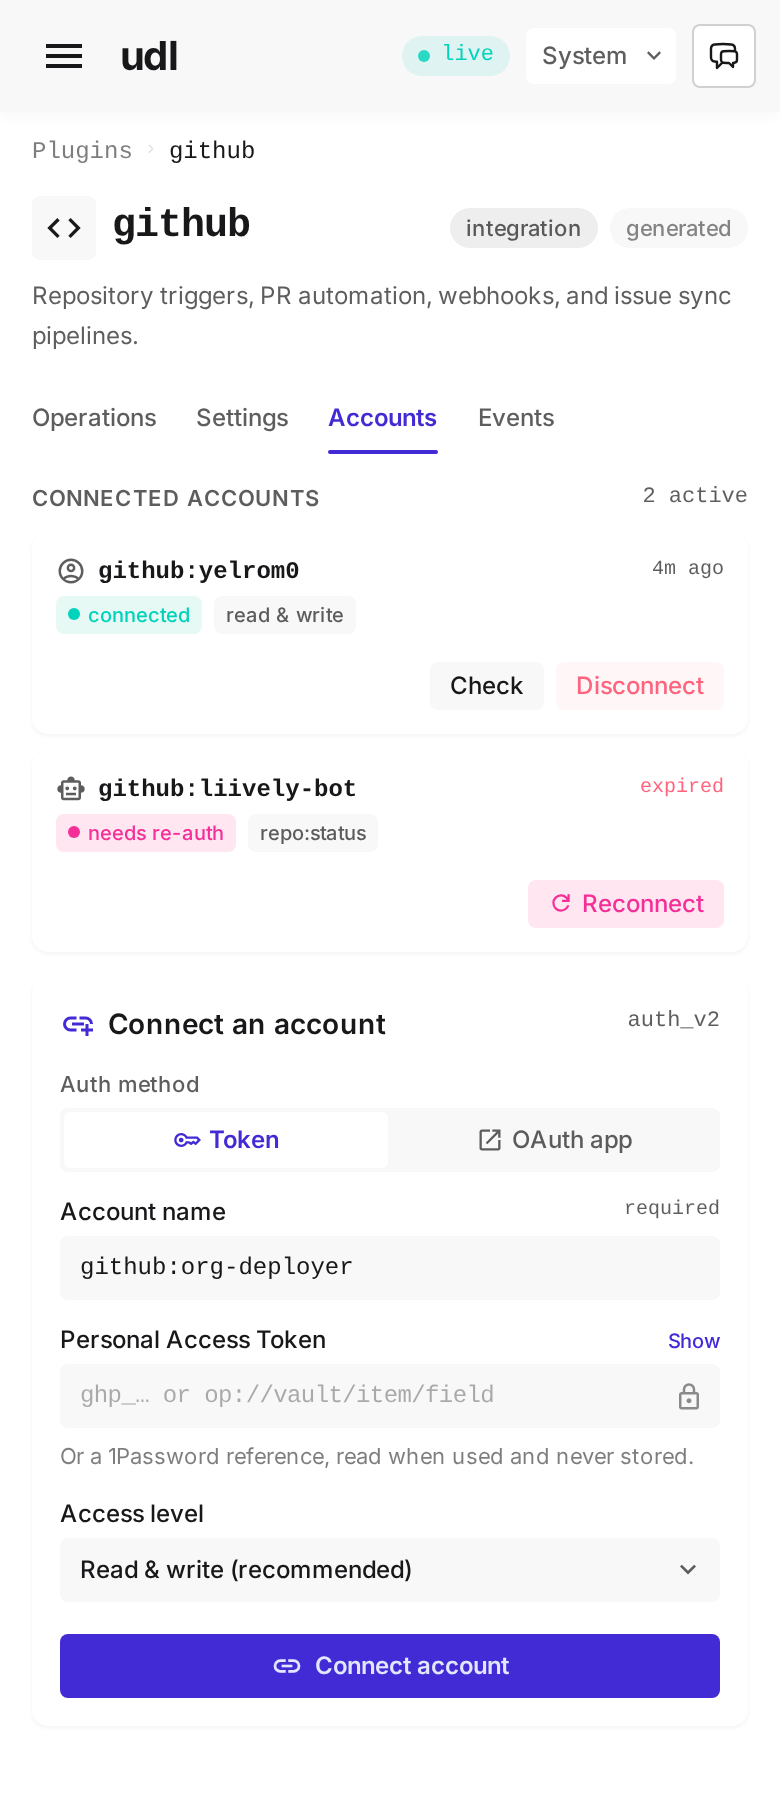 udl
live
System
Plugins › github
github
integration
generated
Repository triggers, PR automation, webhooks, and issue sync
pipelines.
Operations
Settings
Accounts
Events
CONNECTED ACCOUNTS
2 active
github:yelrom0
4m ago
connected
read & write
Check
Disconnect
github:liively-bot
expired
needs re-auth
repo:status
Reconnect
Connect an account
auth_v2
Auth method
Token
OAuth app
Account name
required
github:org-deployer
Personal Access Token
Show
ghp_… or op://vault/item/field
Or a 1Password reference, read when used and never stored.
Access level
Read & write (recommended)
Connect account